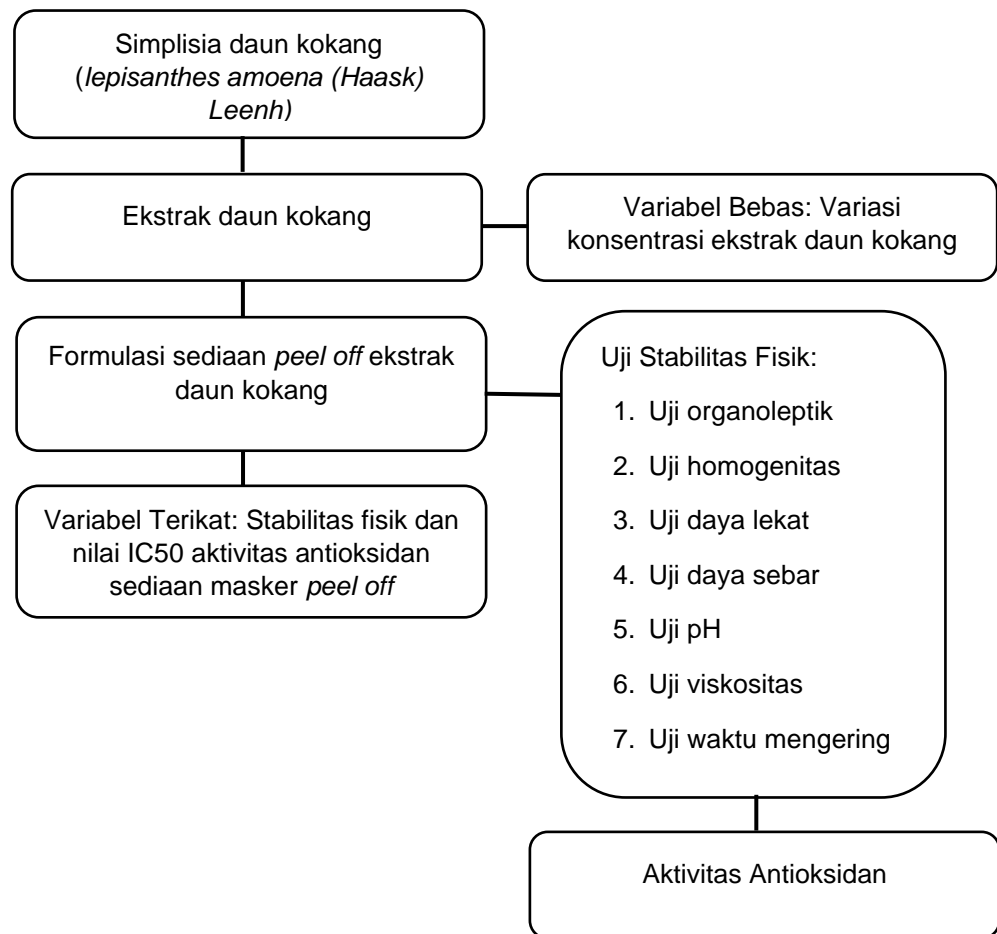 Simplisia daun kokang
(lepisanthes amoena (Haask)
Leenh)
Ekstrak daun kokang
Variabel Bebas: Variasi
konsentrasi ekstrak daun kokang
Formulasi sediaan peel off ekstrak
daun kokang
Uji Stabilitas Fisik:
1. Uji organoleptik
2. Uji homogenitas
3. Uji daya lekat
4. Uji daya sebar
5. Uji pH
6. Uji viskositas
7. Uji waktu mengering
Variabel Terikat: Stabilitas fisik dan
nilai IC50 aktivitas antioksidan
sediaan masker peel off
Aktivitas Antioksidan